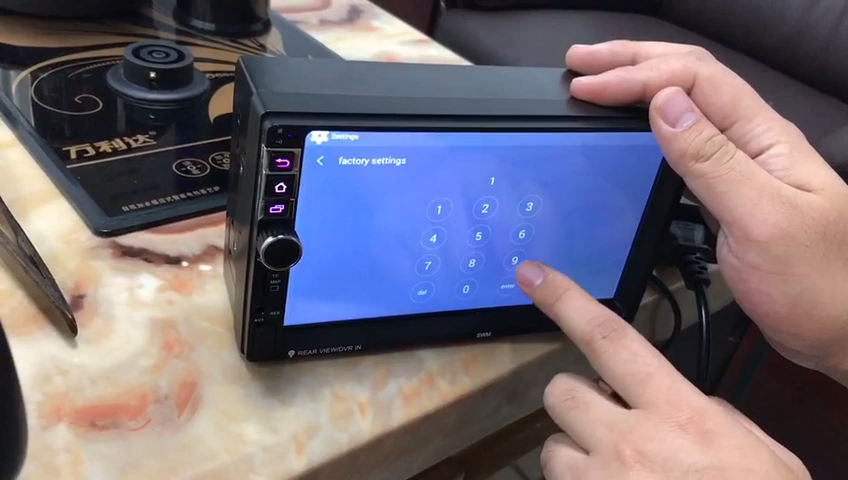 Settings
factory settings
1
1 2 3
4 5 6
7 8 9
del 0 enter
REAR VIEW/DVR IN
SWM
万利达